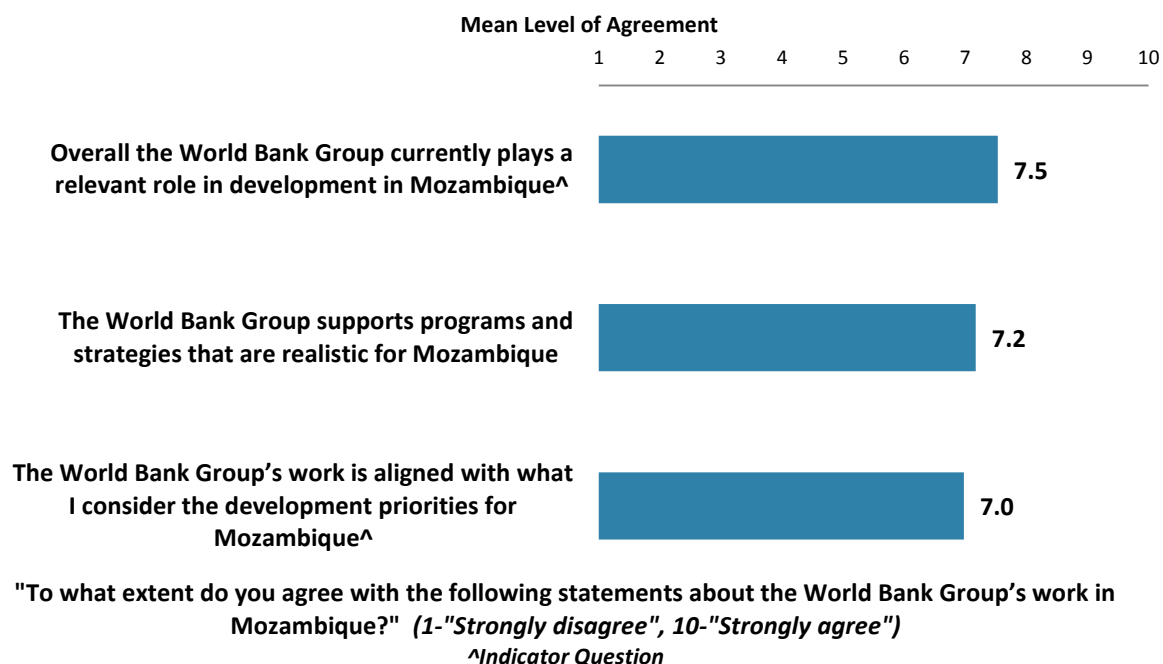 Mean Level of Agreement
1 2 3 4 5 6 7 8 9 10
Overall the World Bank Group currently plays a
relevant role in development in Mozambique^
7.5
The World Bank Group supports programs and
strategies that are realistic for Mozambique
7.2
The World Bank Group’s work is aligned with what
I consider the development priorities for
Mozambique^
7.0
"To what extent do you agree with the following statements about the World Bank Group’s work in
Mozambique?" (1-"Strongly disagree", 10-"Strongly agree")
^Indicator Question